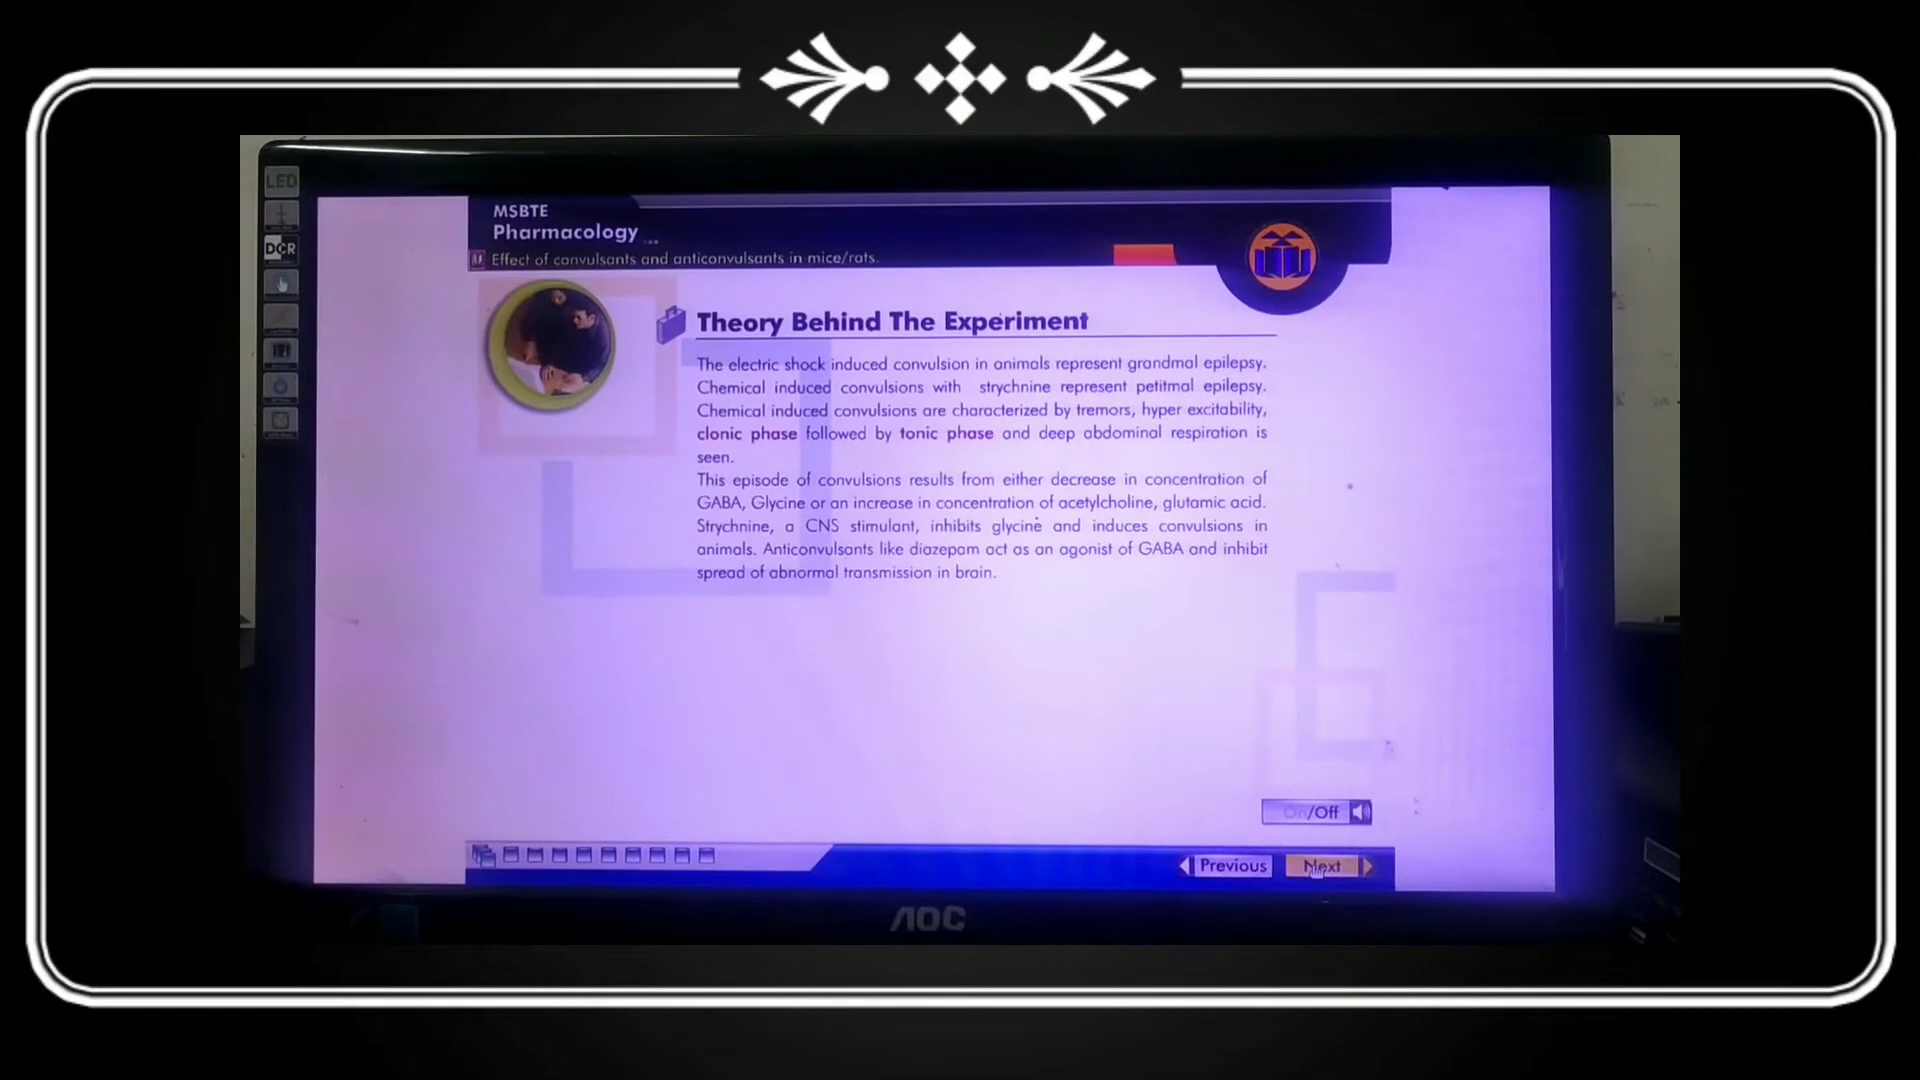 LED
DCR
MSBTE
Pharmacology
Effect of convulsants and anticonvulsants in mice/rats.
Theory Behind The Experiment
The electric shock induced convulsion in animals represent grandmal epilepsy.
Chemical induced convulsions with strychnine represent petitmal epilepsy.
Chemical induced convulsions are characterized by tremors, hyper excitability,
clonic phase followed by tonic phase and deep abdominal respiration is
seen.
This episode of convulsions results from either decrease in concentration of
GABA, Glycine or an increase in concentration of acetylcholine, glutamic acid.
Strychnine, a CNS stimulant, inhibits glycine and induces convulsions in
animals. Anticonvulsants like diazepam act as an agonist of GABA and inhibit
spread of abnormal transmission in brain.
On/Off
Previous Next
AOC